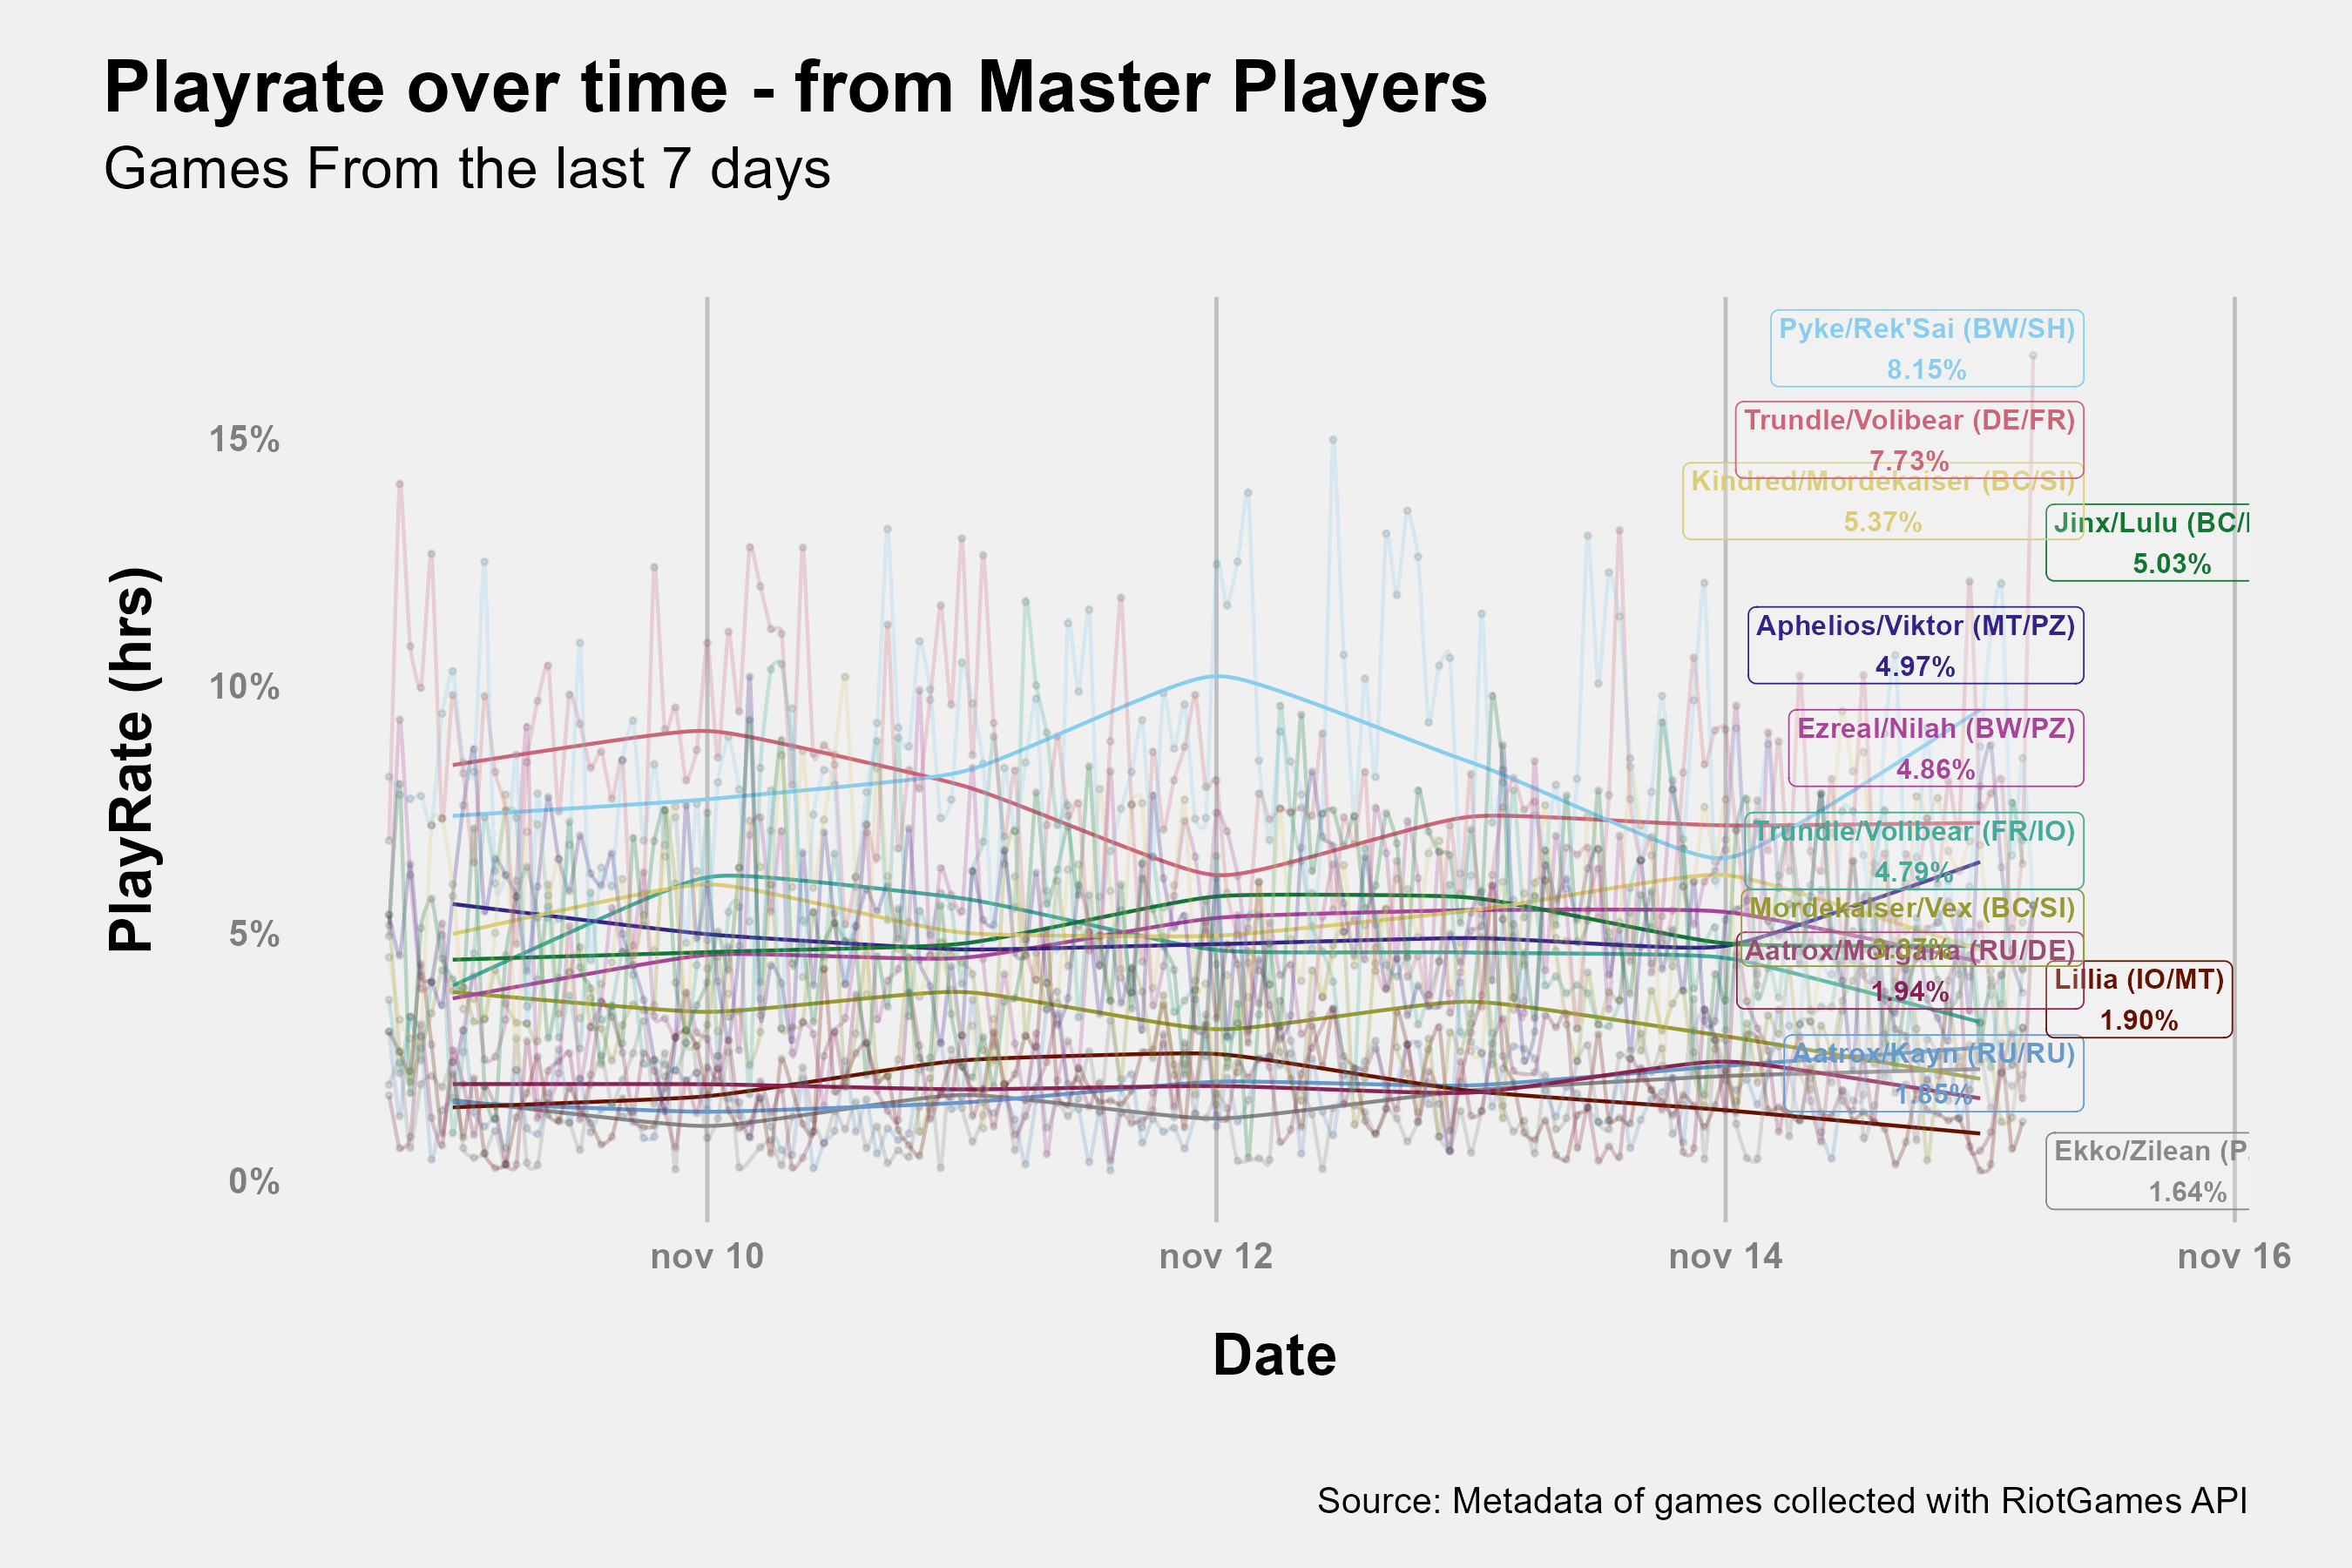 Playrate over time - from Master Players
Games From the last 7 days
PlayRate (hrs)
15%
10%
5%
0%
Pyke/Rek'Sai (BW/SH)
8.15%
Trundle/Volibear (DE/FR)
7.73%
Kindred/Mordekaiser (BC/SI)
5.37%
Jinx/Lulu (BC/
5.03%
Aphelios/Viktor (MT/PZ)
4.97%
Ezreal/Nilah (BW/PZ)
4.86%
Trundle/Volibear (FR/IO)
4.79%
Mordekaiser/Vex (BC/SI)
3.37%
Aatrox/Morgana (RU/DE)
1.94%
Lillia (IO/MT)
1.90%
Aatrox/Kayn (RU/RU)
1.85%
Ekko/Zilean (P
1.64%
nov 10
nov 12
nov 14
nov 16
Date
Source: Metadata of games collected with RiotGames API